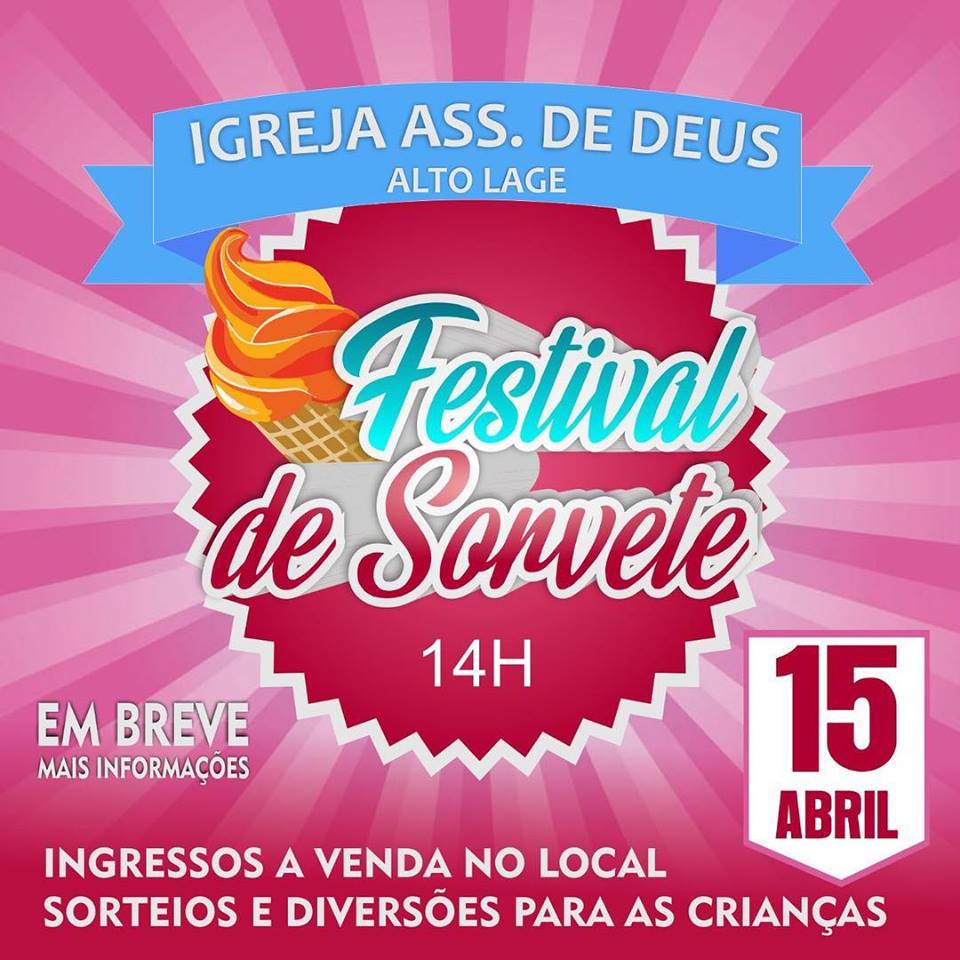 IGREJA ASS. DE DEUS
ALTO LAGE
Festival
de Sorvete
14H
EM BREVE
MAIS INFORMAÇÕES
15
ABRIL
INGRESSOS A VENDA NO LOCAL
SORTEIOS E DIVERSÕES PARA AS CRIANÇAS